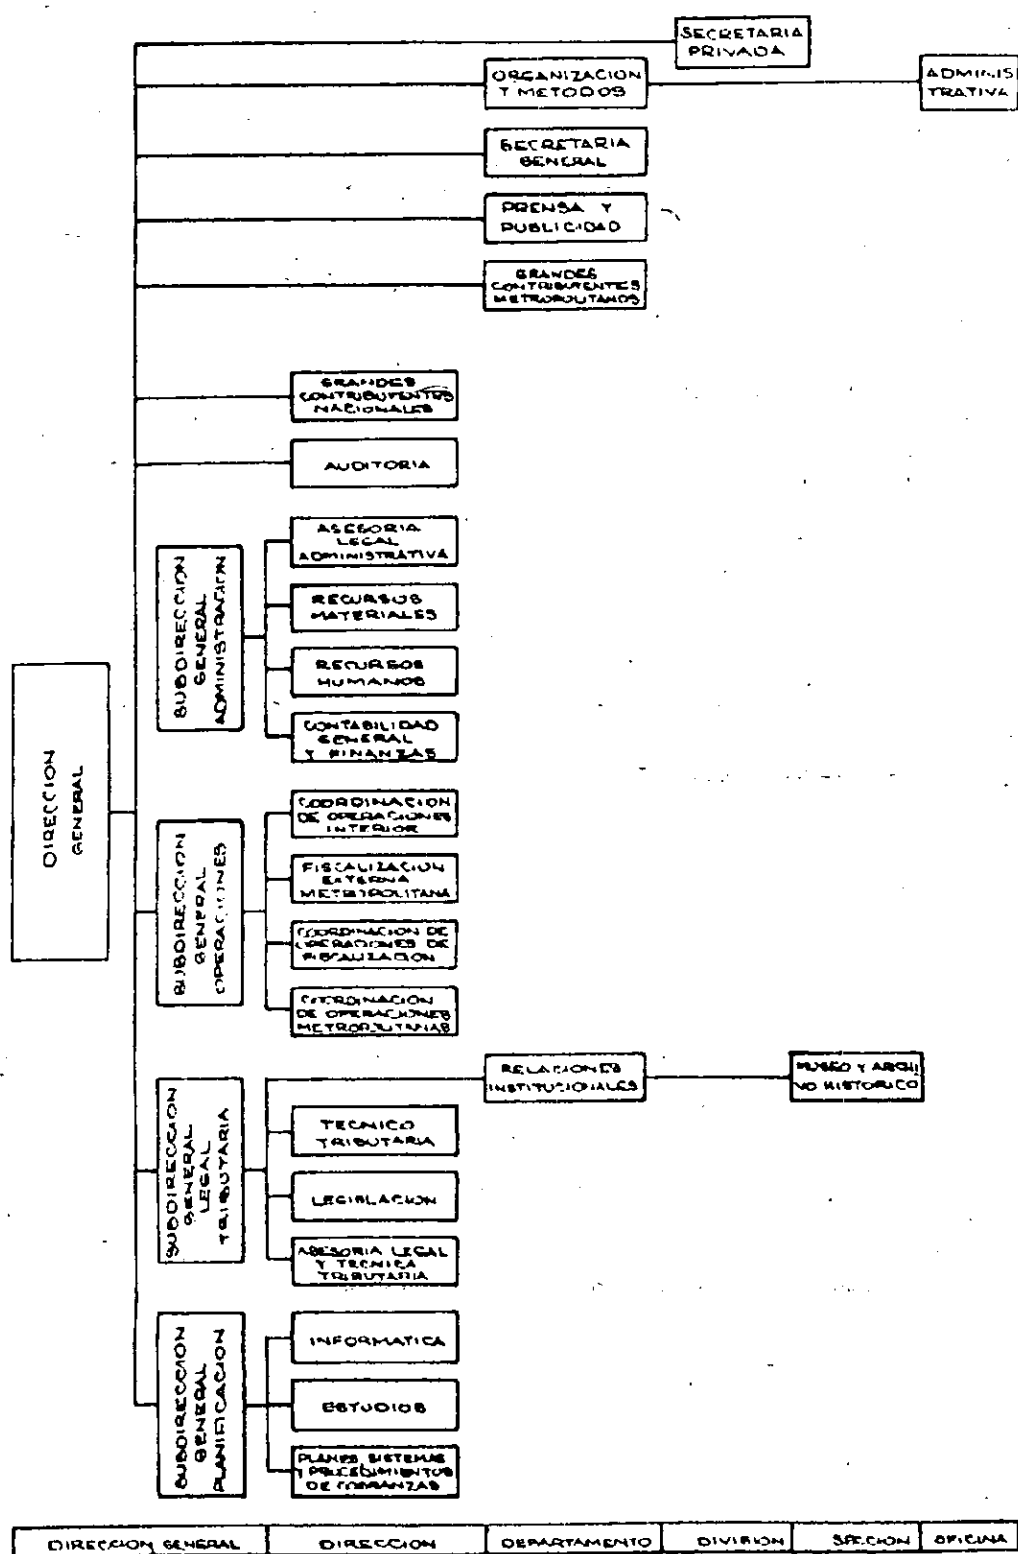 SECRETARIA
PRIVADA
ORGANIZACION
Y METODOS
ADMINIS
TRATIVA
SECRETARIA
GENERAL
PRENSA Y
PUBLICIDAD
GRANDES
CONTRIBUYENTES
METROPOLITANOS
GRANDES
CONTRIBUYENTES
NACIONALES
AUDITORIA
SUBDIRECCION
GENERAL
ADMINISTRACION
ASESORIA
LEGAL
ADMINISTRATIVA
RECURSOS
MATERIALES
RECURSOS
HUMANOS
CONTABILIDAD
GENERAL
Y FINANZAS
DIRECCION
GENERAL
SUBDIRECCION
GENERAL
OPERACIONES
COORDINACION
DE OPERACIONES
INTERIOR
FISCALIZACION
EXTERNA
METROPOLITANA
COORDINACION DE
OPERACIONES DE
FISCALIZACION
COORDINACION
DE OPERACIONES
METROPOLITANAS
SUBDIRECCION
GENERAL
LEGAL
TRIBUTARIA
RELACIONES
INSTITUCIONALES
MUSEO Y ARCHI
VO HISTORICO
TECNICO
TRIBUTARIA
LEGISLACION
ASESORIA LEGAL
Y TECNICA
TRIBUTARIA
SUBDIRECCION
GENERAL
PLANIFICACION
INFORMATICA
ESTUDIOS
PLANES, SISTEMAS
Y PROCEDIMIENTOS
DE COBRANZAS
DIRECCION GENERAL
DIRECCION
DEPARTAMENTO
DIVISION
SECCION
OFICINA